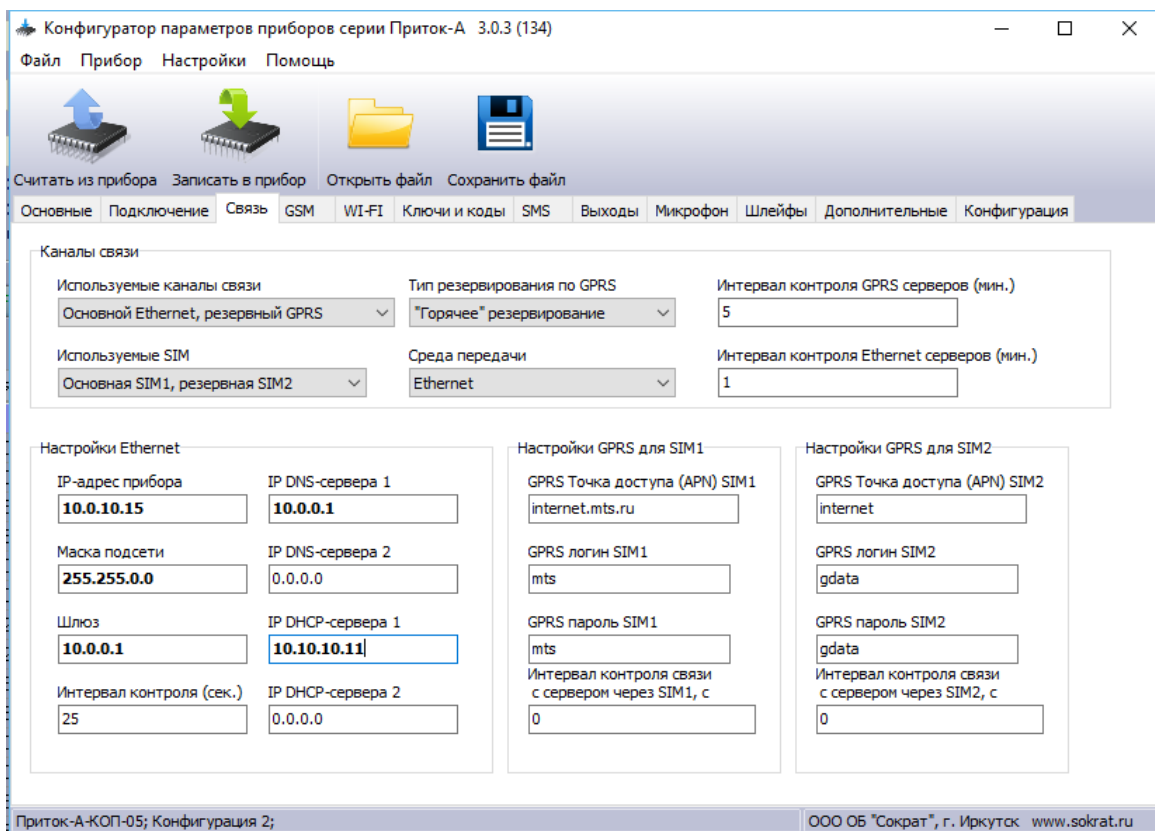 Конфигуратор параметров приборов серии Приток-А 3.0.3 (134)
Файл Прибор Настройки Помощь
Считать из прибора Записать в прибор Открыть файл Сохранить файл
Основные Подключение Связь GSM WI-FI Ключи и коды SMS Выходы Микрофон Шлейфы Дополнительные Конфигурация
Каналы связи
Используемые каналы связи Тип резервирования по GPRS Интервал контроля GPRS серверов (мин.)
Основной Ethernet, резервный GPRS "Горячее" резервирование 5
Используемые SIM Среда передачи Интервал контроля Ethernet серверов (мин.)
Основная SIM1, резервная SIM2 Ethernet 1
Настройки Ethernet Настройки GPRS для SIM1 Настройки GPRS для SIM2
IP-адрес прибора IP DNS-сервера 1 GPRS Точка доступа (APN) SIM1 GPRS Точка доступа (APN) SIM2
10.0.10.15 10.0.0.1 internet.mts.ru internet
Маска подсети IP DNS-сервера 2 GPRS логин SIM1 GPRS логин SIM2
255.255.0.0 0.0.0.0 mts gdata
Шлюз IP DHCP-сервера 1 GPRS пароль SIM1 GPRS пароль SIM2
10.0.0.1 10.10.10.11 mts gdata
Интервал контроля связи Интервал контроля связи
Интервал контроля (сек.) IP DHCP-сервера 2 с сервером через SIM1, с с сервером через SIM2, с
25 0.0.0.0 0 0
Приток-А-КОП-05; Конфигурация 2; ООО ОБ "Сократ", г. Иркутск www.sokrat.ru